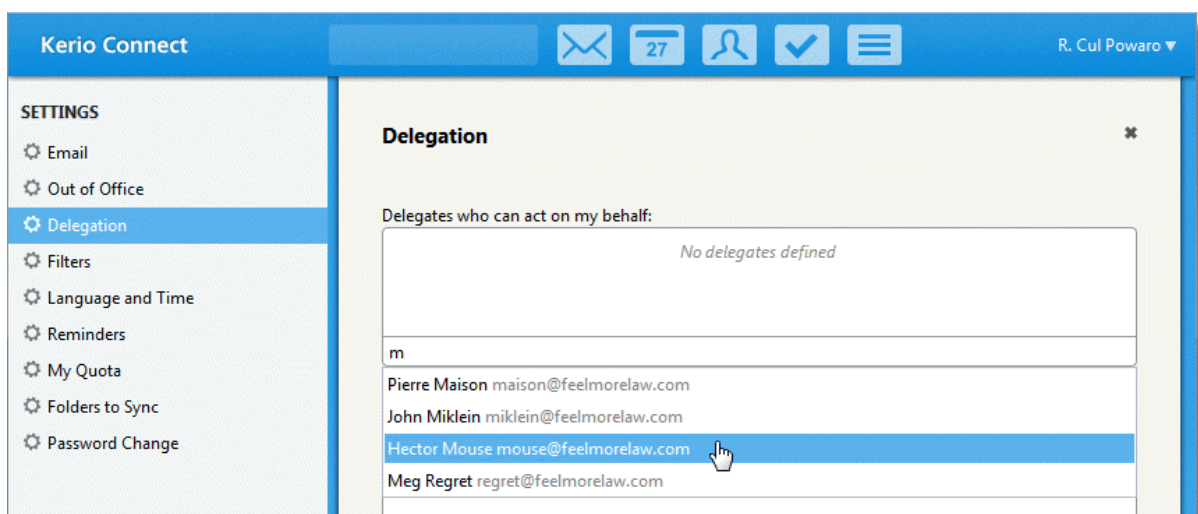 Kerio Connect
27
R. Cul Powaro ▼
SETTINGS
Email
Out of Office
Delegation
Filters
Language and Time
Reminders
My Quota
Folders to Sync
Password Change
Delegation
Delegates who can act on my behalf:
No delegates defined
m
Pierre Maison maison@feelmorelaw.com
John Miklein miklein@feelmorelaw.com
Hector Mouse mouse@feelmorelaw.com
Meg Regret regret@feelmorelaw.com